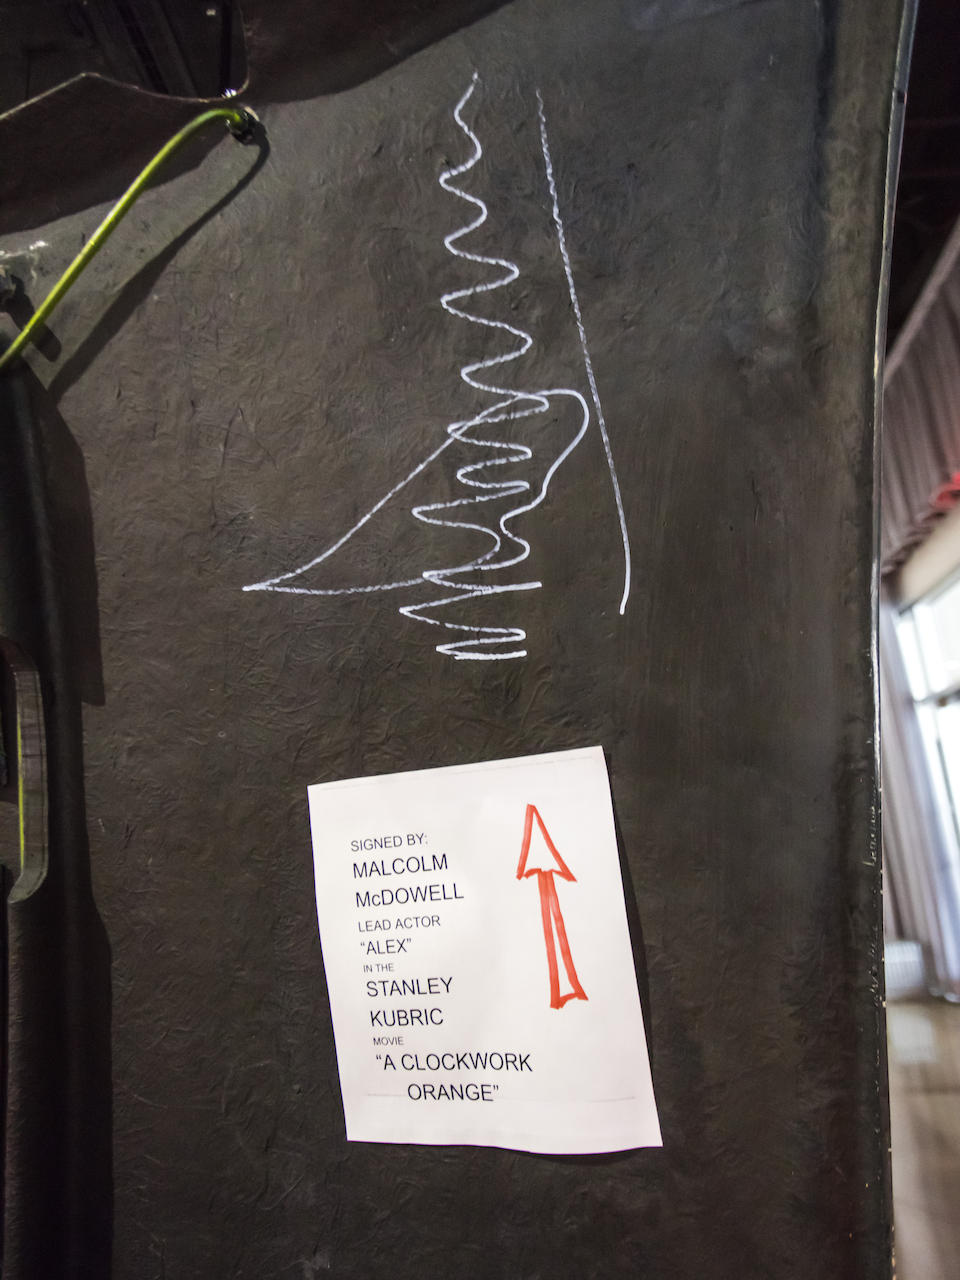 SIGNED BY:
MALCOLM
McDOWELL
LEAD ACTOR
"ALEX"
IN THE
STANLEY
KUBRIC
MOVIE
"A CLOCKWORK
ORANGE"